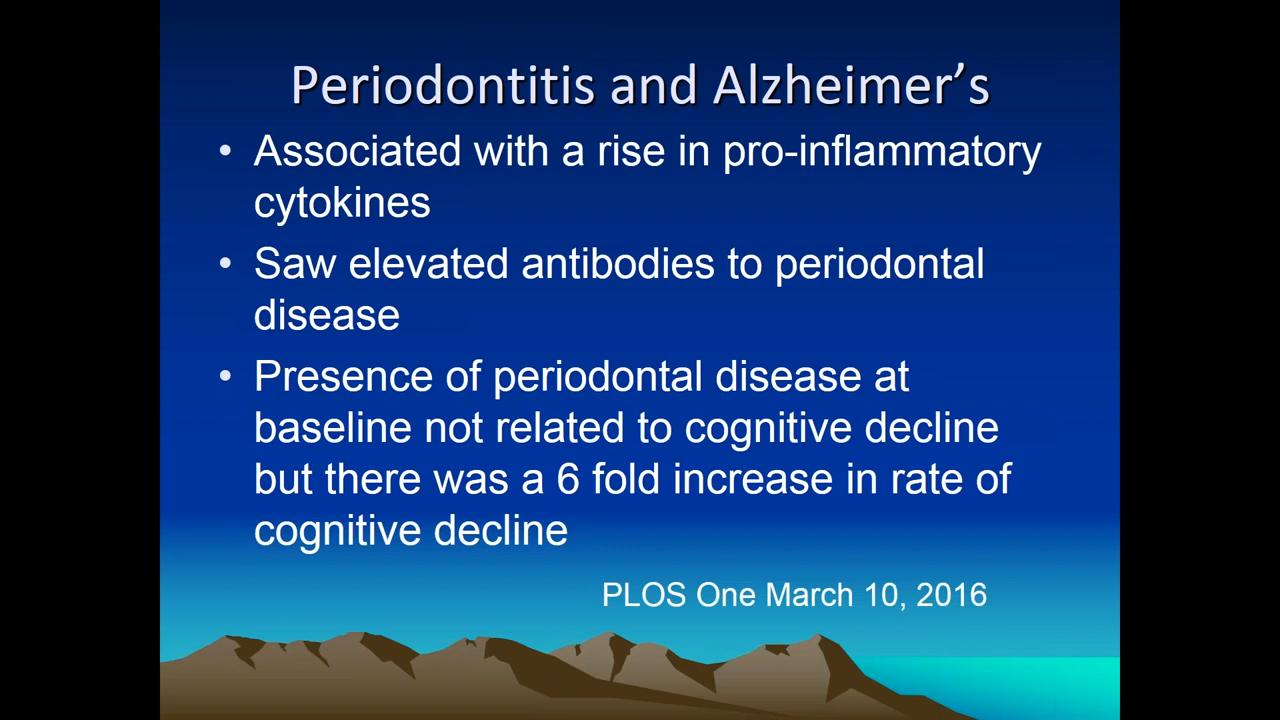 Periodontitis and Alzheimer’s
• Associated with a rise in pro-inflammatory
cytokines
• Saw elevated antibodies to periodontal
disease
• Presence of periodontal disease at
baseline not related to cognitive decline
but there was a 6 fold increase in rate of
cognitive decline
PLOS One March 10, 2016